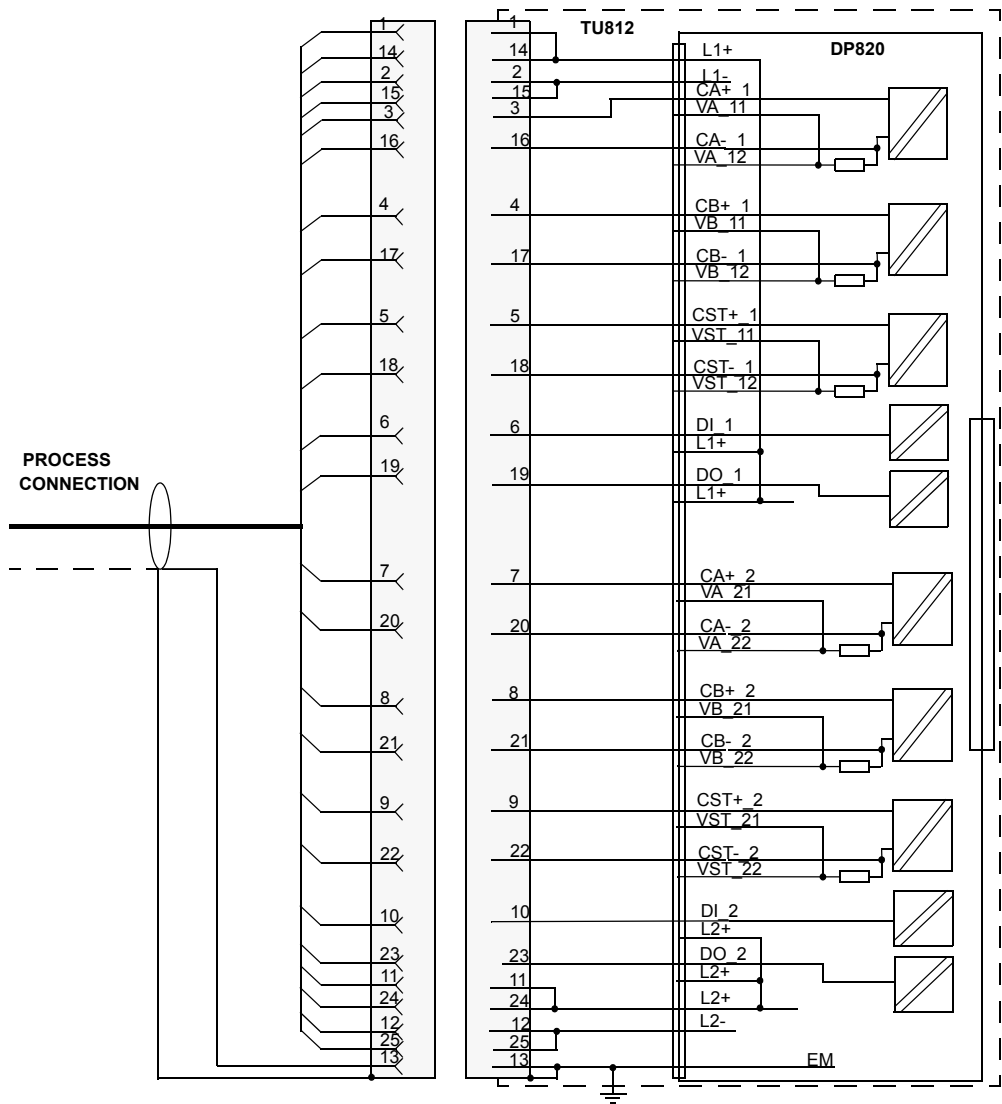 TU812
DP820
PROCESS
CONNECTION
1
14
2
15
3
16
4
17
5
18
6
19
7
20
8
21
9
22
10
23
11
24
12
25
13
1
14
2
15
3
16
4
17
5
18
6
19
7
20
8
21
9
22
10
23
11
24
12
25
13
L1+
L1-
CA+_1
VA_11
CA-_1
VA_12
CB+_1
VB_11
CB-_1
VB_12
CST+_1
VST_11
CST-_1
VST_12
DI_1
L1+
DO_1
L1+
CA+_2
VA_21
CA-_2
VA_22
CB+_2
VB_21
CB-_2
VB_22
CST+_2
VST_21
CST-_2
VST_22
DI_2
L2+
DO_2
L2+
L2+
L2-
EM